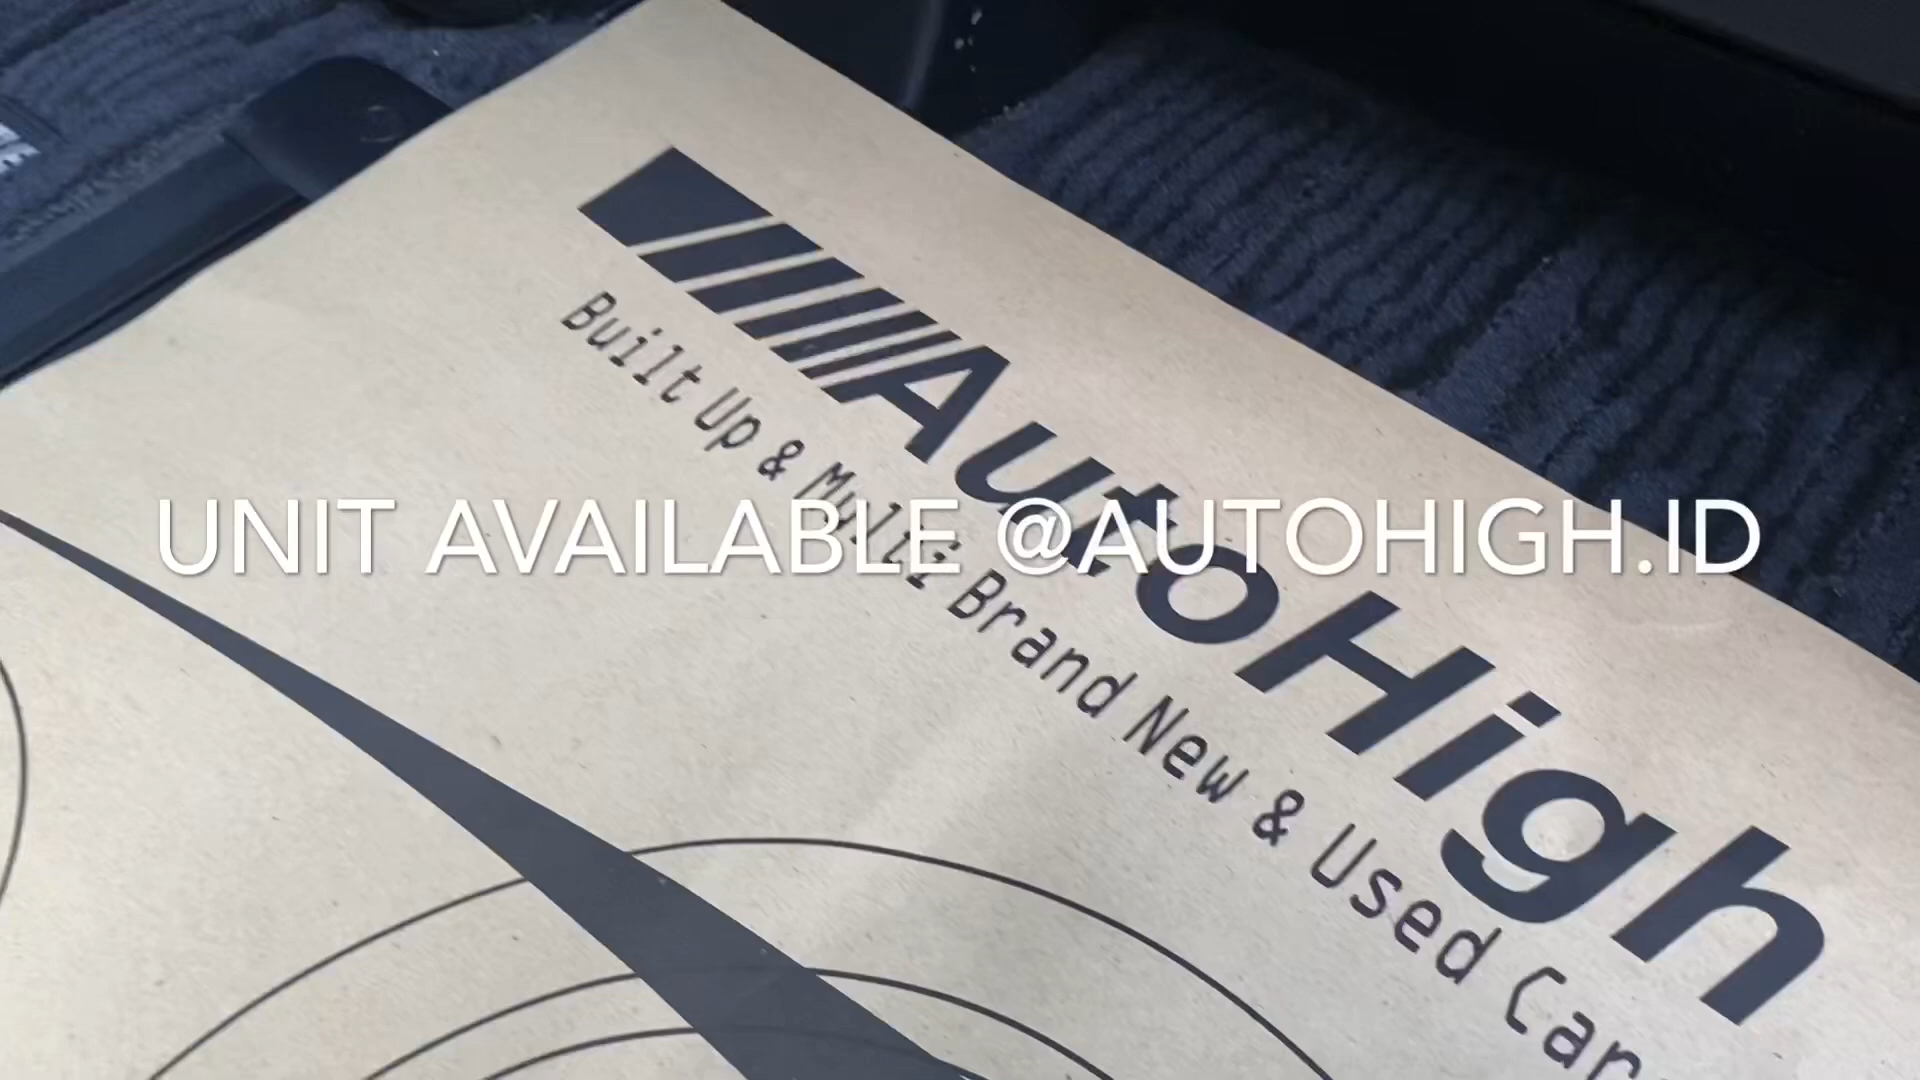 AutoHigh
Built Up & Multi Brand New & Used Car
UNIT AVAILABLE @AUTOHIGH.ID